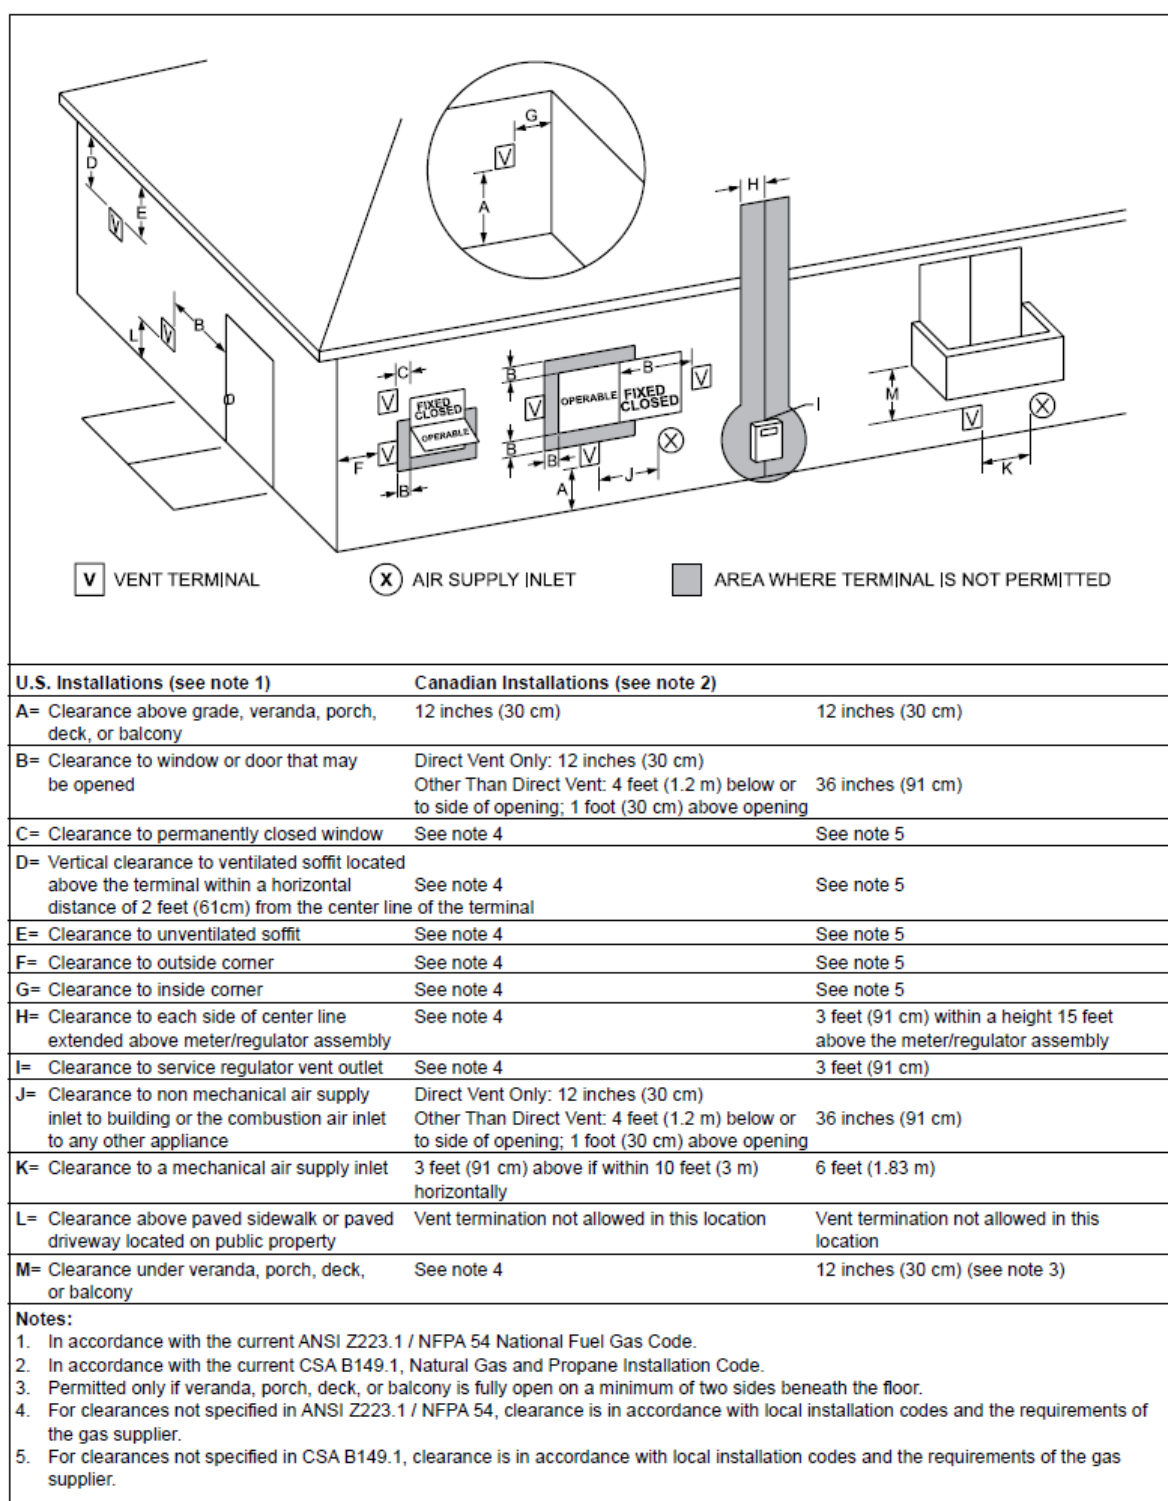 G
D
E
V
A
H
V
B
L
V
C
B
B
V
V
FIXED
CLOSED
OPERABLE
V
OPERABLE
FIXED
CLOSED
I
M
V
X
F
V
B
B
V
X
J
K
B
A
V VENT TERMINAL
X AIR SUPPLY INLET
AREA WHERE TERMINAL IS NOT PERMITTED
U.S. Installations (see note 1) Canadian Installations (see note 2)
A= Clearance above grade, veranda, porch, 12 inches (30 cm) 12 inches (30 cm)
deck, or balcony
B= Clearance to window or door that may Direct Vent Only: 12 inches (30 cm)
be opened Other Than Direct Vent: 4 feet (1.2 m) below or 36 inches (91 cm)
to side of opening; 1 foot (30 cm) above opening
C= Clearance to permanently closed window See note 4 See note 5
D= Vertical clearance to ventilated soffit located
above the terminal within a horizontal See note 4 See note 5
distance of 2 feet (61cm) from the center line of the terminal
E= Clearance to unventilated soffit See note 4 See note 5
F= Clearance to outside corner See note 4 See note 5
G= Clearance to inside corner See note 4 See note 5
H= Clearance to each side of center line See note 4 3 feet (91 cm) within a height 15 feet
extended above meter/regulator assembly above the meter/regulator assembly
I= Clearance to service regulator vent outlet See note 4 3 feet (91 cm)
J= Clearance to non mechanical air supply Direct Vent Only: 12 inches (30 cm)
inlet to building or the combustion air inlet Other Than Direct Vent: 4 feet (1.2 m) below or 36 inches (91 cm)
to any other appliance to side of opening; 1 foot (30 cm) above opening
K= Clearance to a mechanical air supply inlet 3 feet (91 cm) above if within 10 feet (3 m) 6 feet (1.83 m)
horizontally
L= Clearance above paved sidewalk or paved Vent termination not allowed in this location Vent termination not allowed in this
driveway located on public property location
M= Clearance under veranda, porch, deck, See note 4 12 inches (30 cm) (see note 3)
or balcony
Notes:
1. In accordance with the current ANSI Z223.1 / NFPA 54 National Fuel Gas Code.
2. In accordance with the current CSA B149.1, Natural Gas and Propane Installation Code.
3. Permitted only if veranda, porch, deck, or balcony is fully open on a minimum of two sides beneath the floor.
4. For clearances not specified in ANSI Z223.1 / NFPA 54, clearance is in accordance with local installation codes and the requirements of
the gas supplier.
5. For clearances not specified in CSA B149.1, clearance is in accordance with local installation codes and the requirements of the gas
supplier.